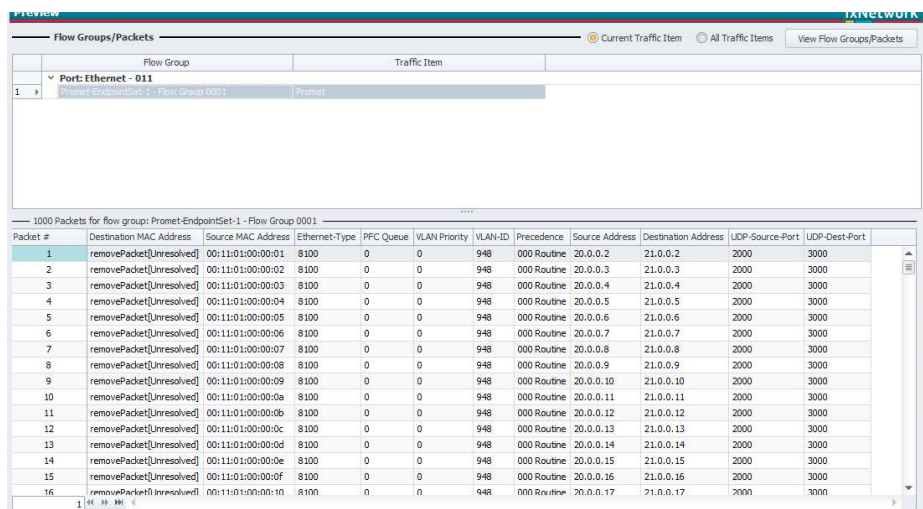 Preview
IxNetwork
Flow Groups/Packets
Current Traffic Item
All Traffic Items
View Flow Groups/Packets
Flow Group Traffic Item
Port: Ethernet - 011
1 Promet-EndpointSet-1 - Flow Group 0001 Promet
1000 Packets for flow group: Promet-EndpointSet-1 - Flow Group 0001
Packet # Destination MAC Address Source MAC Address Ethernet-Type PFC Queue VLAN Priority VLAN-ID Precedence Source Address Destination Address UDP-Source-Port UDP-Dest-Port
1 removePacket[Unresolved] 00:11:01:00:00:01 8100 0 0 948 000 Routine 20.0.0.2 21.0.0.2 2000 3000
2 removePacket[Unresolved] 00:11:01:00:00:02 8100 0 0 948 000 Routine 20.0.0.3 21.0.0.3 2000 3000
3 removePacket[Unresolved] 00:11:01:00:00:03 8100 0 0 948 000 Routine 20.0.0.4 21.0.0.4 2000 3000
4 removePacket[Unresolved] 00:11:01:00:00:04 8100 0 0 948 000 Routine 20.0.0.5 21.0.0.5 2000 3000
5 removePacket[Unresolved] 00:11:01:00:00:05 8100 0 0 948 000 Routine 20.0.0.6 21.0.0.6 2000 3000
6 removePacket[Unresolved] 00:11:01:00:00:06 8100 0 0 948 000 Routine 20.0.0.7 21.0.0.7 2000 3000
7 removePacket[Unresolved] 00:11:01:00:00:07 8100 0 0 948 000 Routine 20.0.0.8 21.0.0.8 2000 3000
8 removePacket[Unresolved] 00:11:01:00:00:08 8100 0 0 948 000 Routine 20.0.0.9 21.0.0.9 2000 3000
9 removePacket[Unresolved] 00:11:01:00:00:09 8100 0 0 948 000 Routine 20.0.0.10 21.0.0.10 2000 3000
10 removePacket[Unresolved] 00:11:01:00:00:0a 8100 0 0 948 000 Routine 20.0.0.11 21.0.0.11 2000 3000
11 removePacket[Unresolved] 00:11:01:00:00:0b 8100 0 0 948 000 Routine 20.0.0.12 21.0.0.12 2000 3000
12 removePacket[Unresolved] 00:11:01:00:00:0c 8100 0 0 948 000 Routine 20.0.0.13 21.0.0.13 2000 3000
13 removePacket[Unresolved] 00:11:01:00:00:0d 8100 0 0 948 000 Routine 20.0.0.14 21.0.0.14 2000 3000
14 removePacket[Unresolved] 00:11:01:00:00:0e 8100 0 0 948 000 Routine 20.0.0.15 21.0.0.15 2000 3000
15 removePacket[Unresolved] 00:11:01:00:00:0f 8100 0 0 948 000 Routine 20.0.0.16 21.0.0.16 2000 3000
16 removePacket[Unresolved] 00:11:01:00:00:10 8100 0 0 948 000 Routine 20.0.0.17 21.0.0.17 2000 3000
1